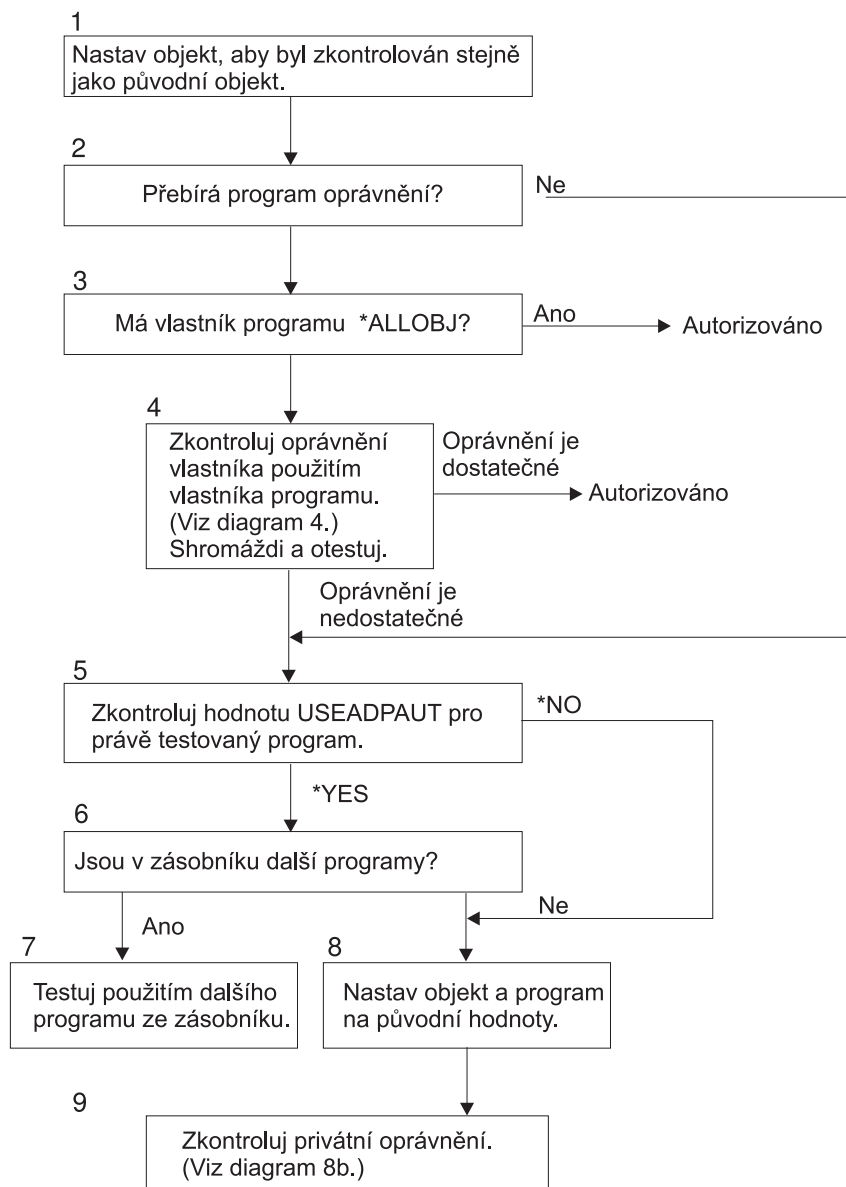 1
Nastav objekt, aby byl zkontrolován stejně
jako původní objekt.
2
Přebírá program oprávnění?
Ne
3
Má vlastník programu *ALLOBJ?
Ano
Autorizováno
4
Zkontroluj oprávnění
vlastníka použitím
vlastníka programu.
(Viz diagram 4.)
Shromáždi a otestuj.
Oprávnění je
dostatečné
Autorizováno
Oprávnění je
nedostatečné
5
Zkontroluj hodnotu USEADPAUT pro
právě testovaný program.
*NO
*YES
6
Jsou v zásobníku další programy?
Ano
Ne
7
Testuj použitím dalšího
programu ze zásobníku.
8
Nastav objekt a program
na původní hodnoty.
9
Zkontroluj privátní oprávnění.
(Viz diagram 8b.)